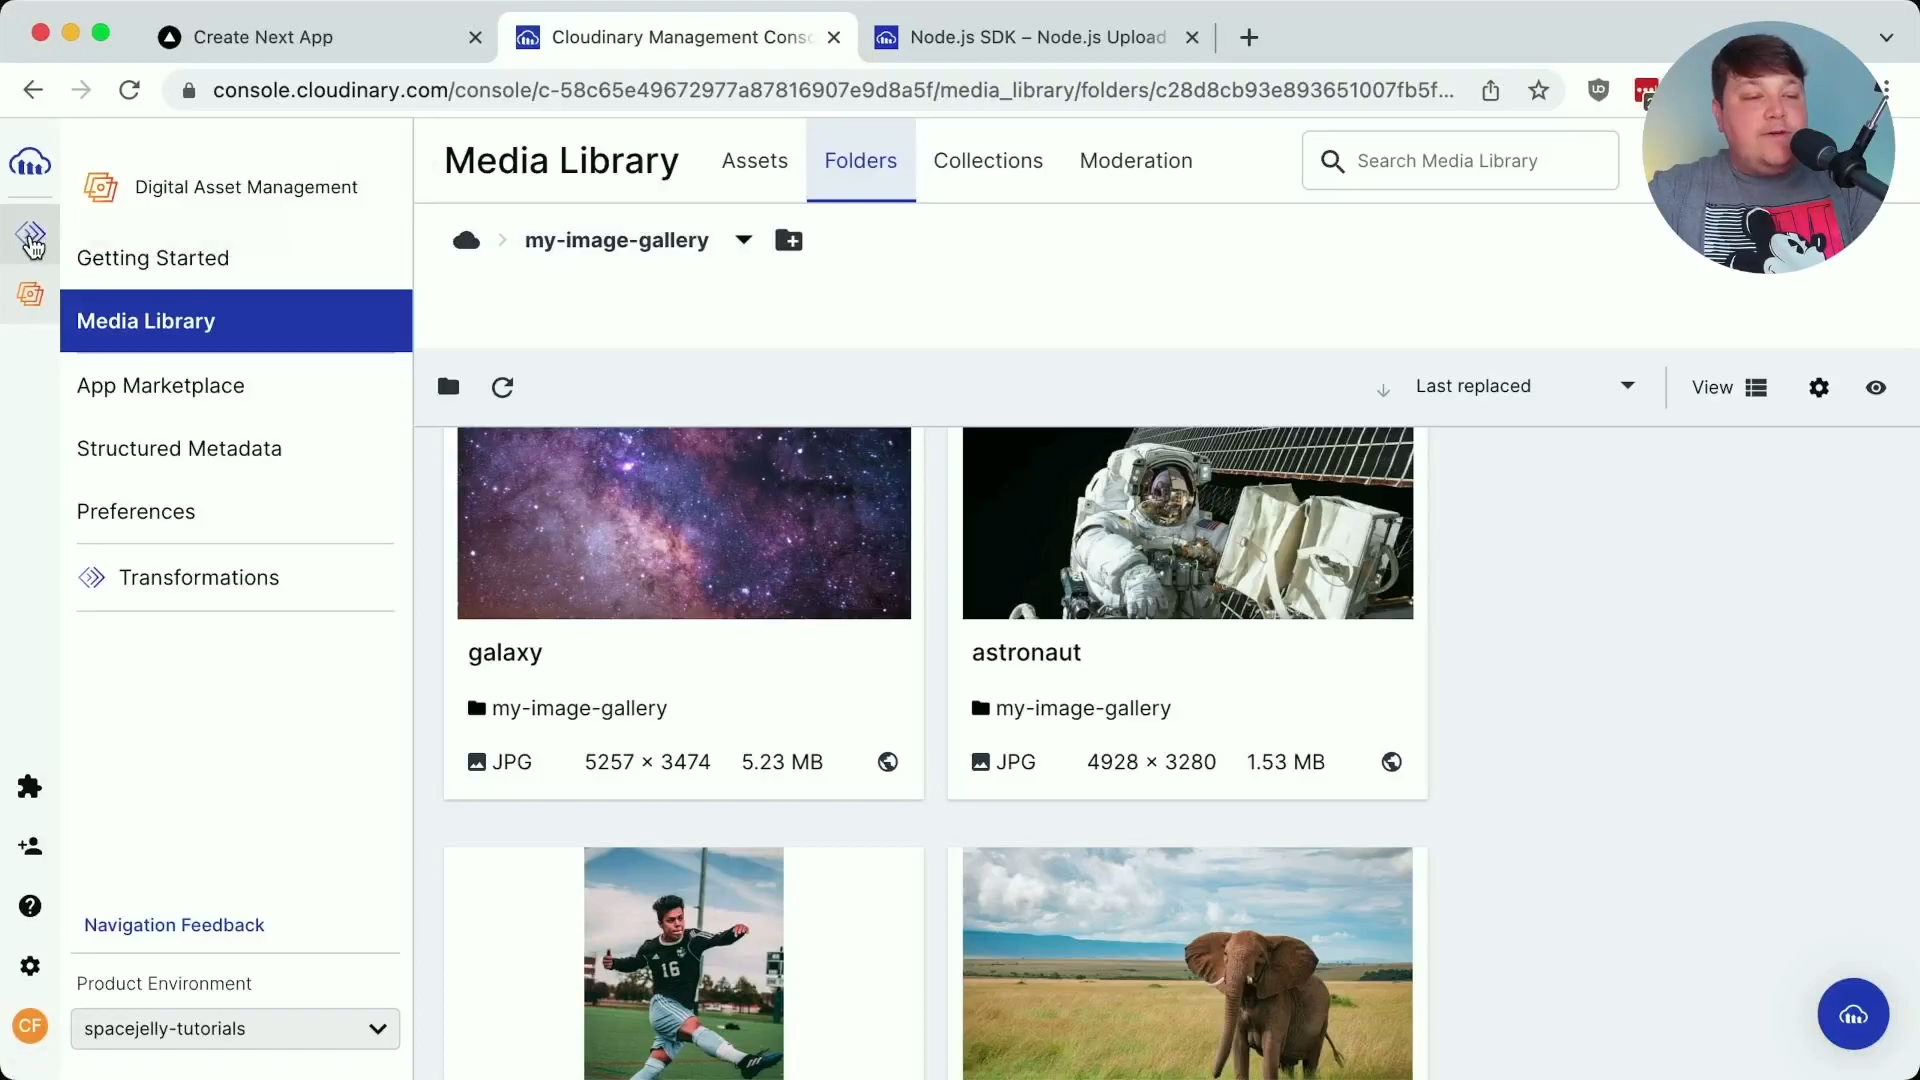 Create Next App
Cloudinary Management Conso
Node.js SDK – Node.js Upload
console.cloudinary.com/console/c-58c65e49672977a87816907e9d8a5f/media_library/folders/c28d8cb93e893651007fb5f...
Digital Asset Management
Getting Started
Media Library
App Marketplace
Structured Metadata
Preferences
Transformations
Navigation Feedback
Product Environment
spacejelly-tutorials
CF
Media Library
Assets
Folders
Collections
Moderation
Search Media Library
my-image-gallery
Last replaced
View
galaxy
my-image-gallery
JPG 5257 × 3474 5.23 MB
astronaut
my-image-gallery
JPG 4928 × 3280 1.53 MB
16